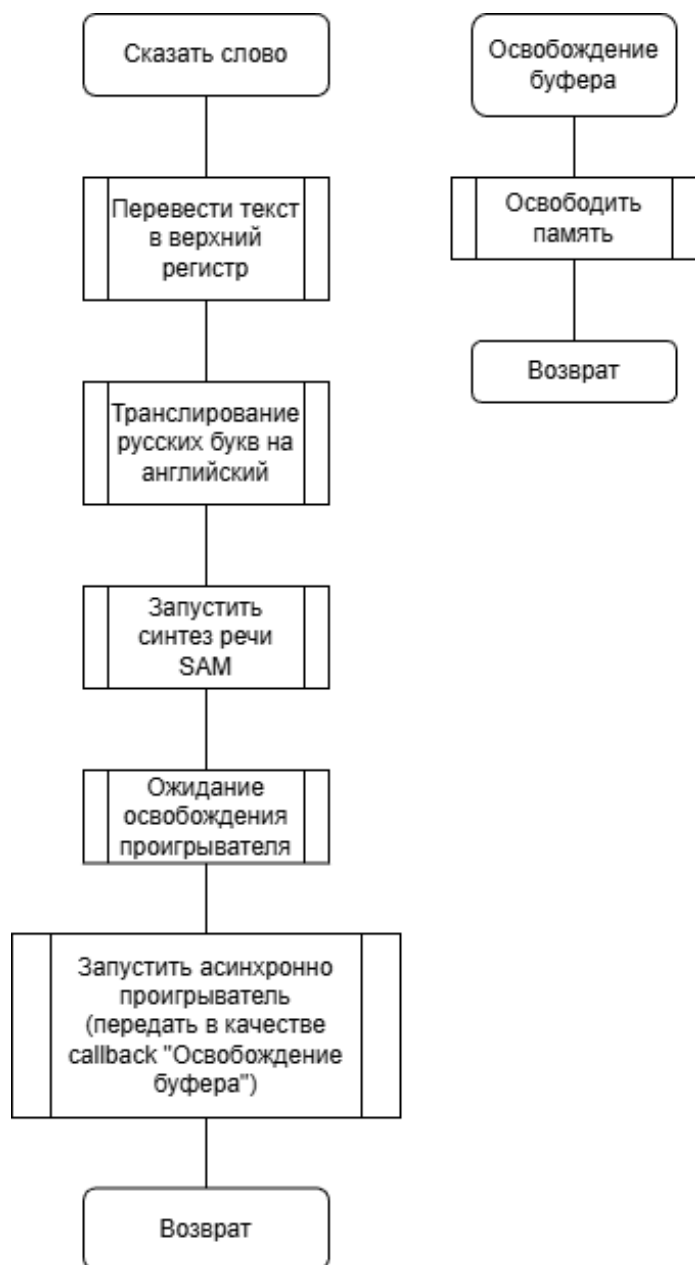 Сказать слово
Перевести текст
в верхний
регистр
Транслирование
русских букв на
английский
Запустить
синтез речи
SAM
Ожидание
освобождения
проигрывателя
Запустить асинхронно
проигрыватель
(передать в качестве
callback "Освобождение
буфера")
Возврат
Освобождение
буфера
Освободить
память
Возврат